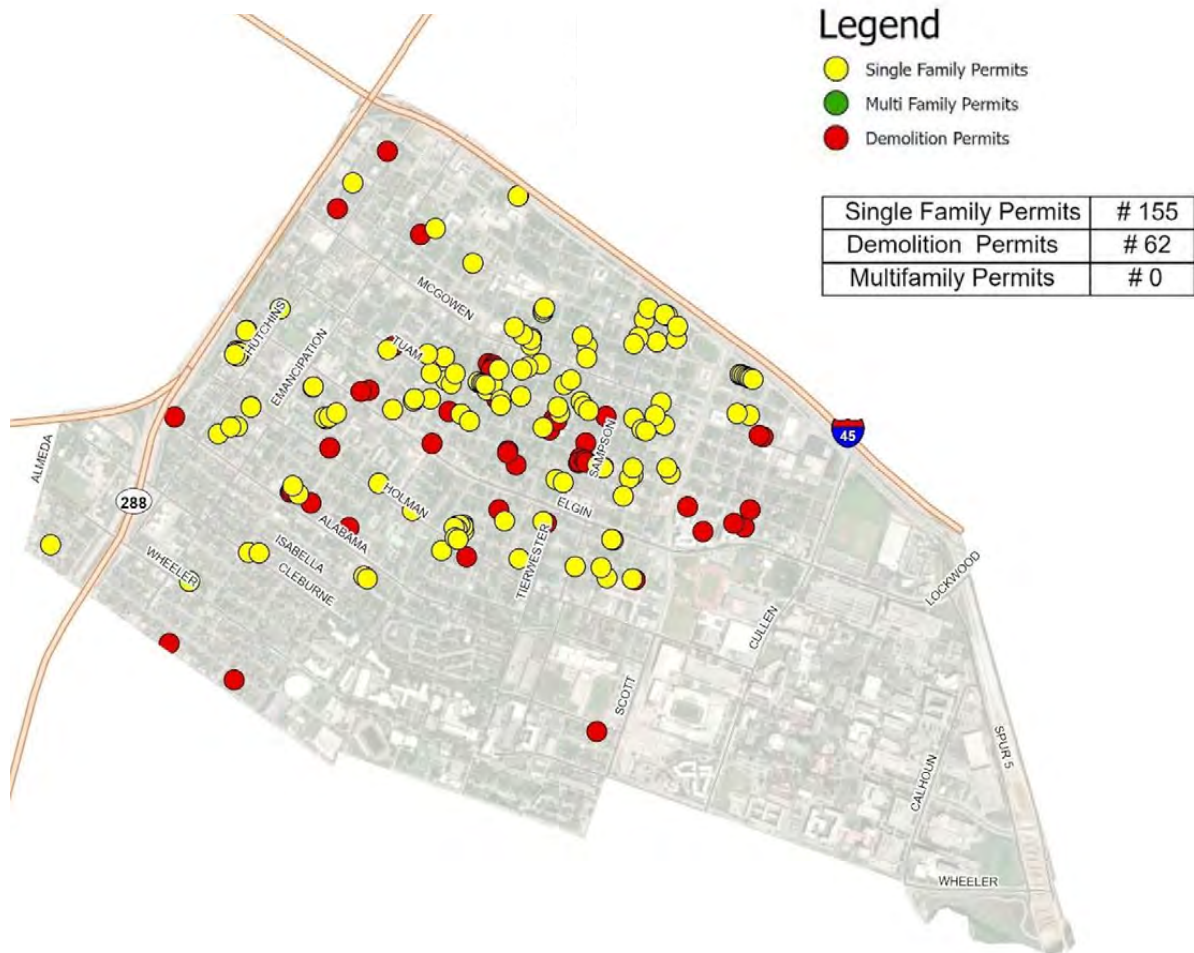 Legend
Single Family Permits
Multi Family Permits
Demolition Permits
Single Family Permits # 155
Demolition Permits # 62
Multifamily Permits # 0
MCGOWEN
HUTCHINS
TUAM
EMANCIPATION
SAMPSON
45
ALMEDA
288
HOLMAN
ELGIN
ALABAMA
ISABELLA
CLEBURNE
WHEELER
TIERWESTER
LOCKWOOD
CULLEN
SCOTT
SPUR 5
CALHOUN
WHEELER